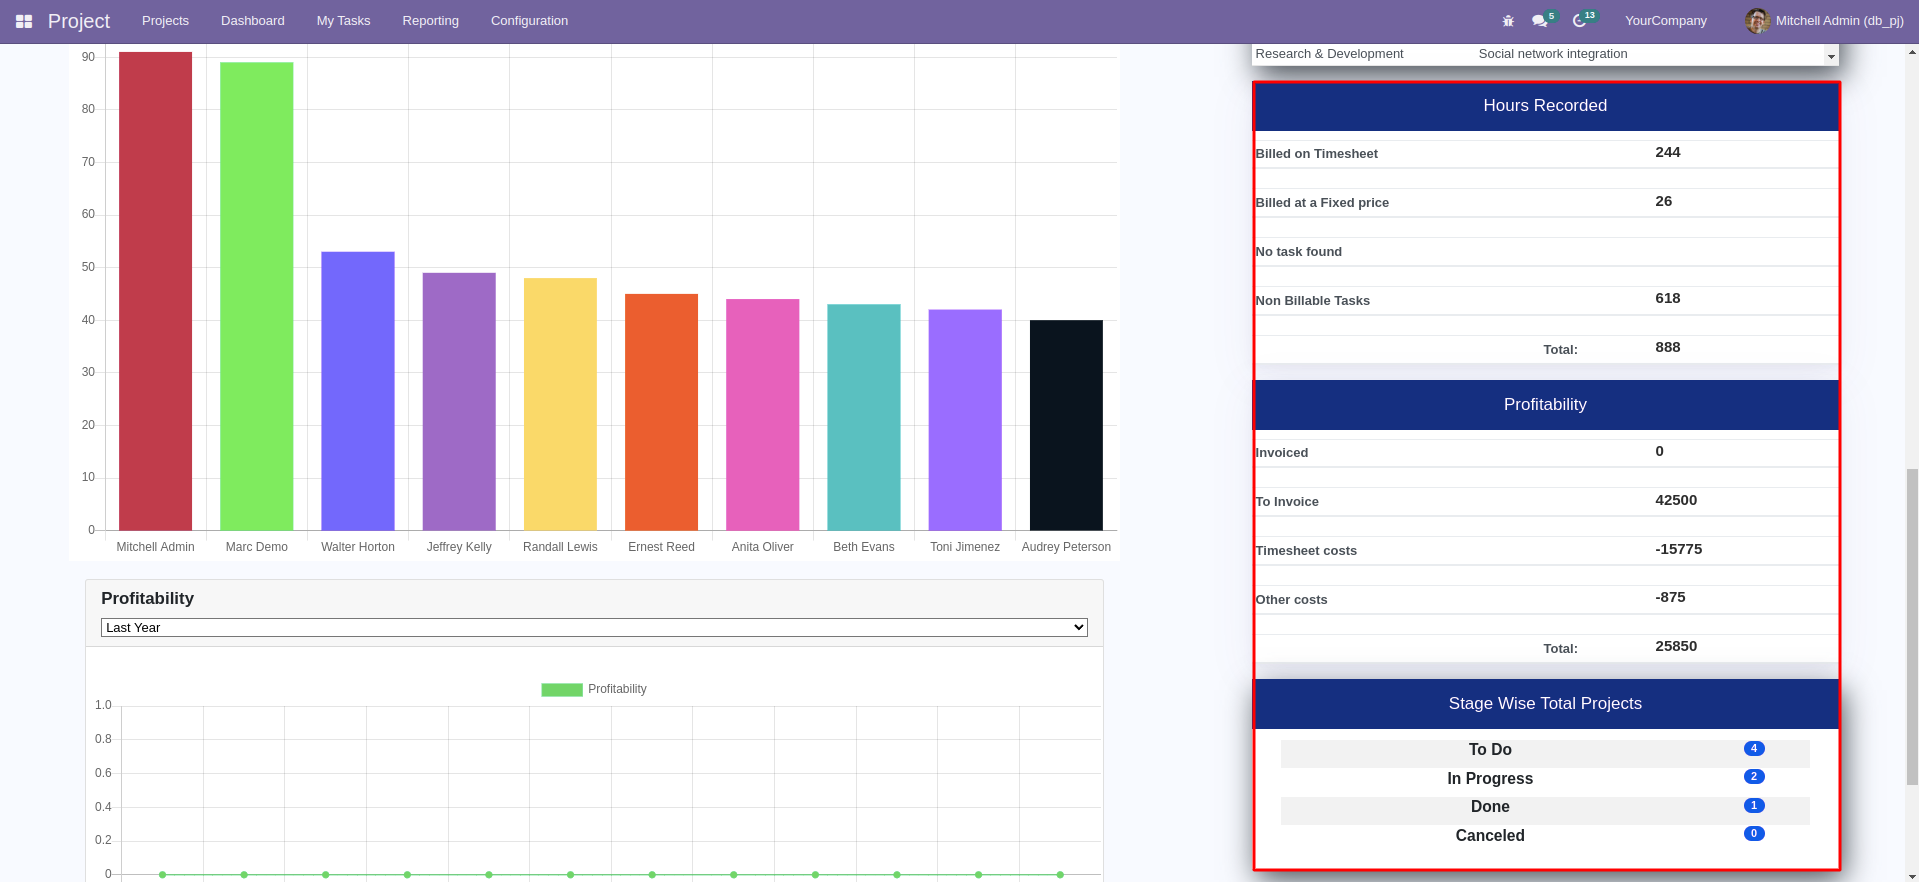 Project Projects Dashboard My Tasks Reporting Configuration 5 13 YourCompany Mitchell Admin (db_pj)
90
80
70
60
50
40
30
20
10
0
Mitchell Admin Marc Demo Walter Horton Jeffrey Kelly Randall Lewis Ernest Reed Anita Oliver Beth Evans Toni Jimenez Audrey Peterson
Profitability
Last Year
Profitability
1.0
0.8
0.6
0.4
0.2
0
Research & Development Social network integration
Hours Recorded
Billed on Timesheet 244
Billed at a Fixed price 26
No task found
Non Billable Tasks 618
Total: 888
Profitability
Invoiced 0
To Invoice 42500
Timesheet costs -15775
Other costs -875
Total: 25850
Stage Wise Total Projects
To Do 4
In Progress 2
Done 1
Canceled 0